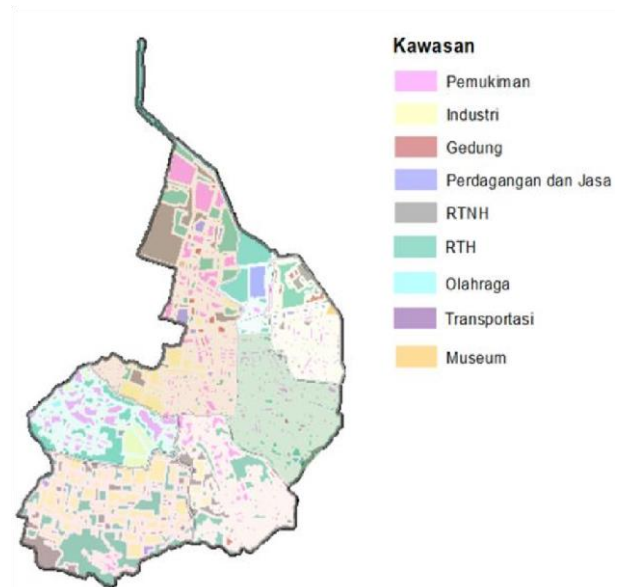 Kawasan
Pemukiman
Industri
Gedung
Perdagangan dan Jasa
RTNH
RTH
Olahraga
Transportasi
Museum